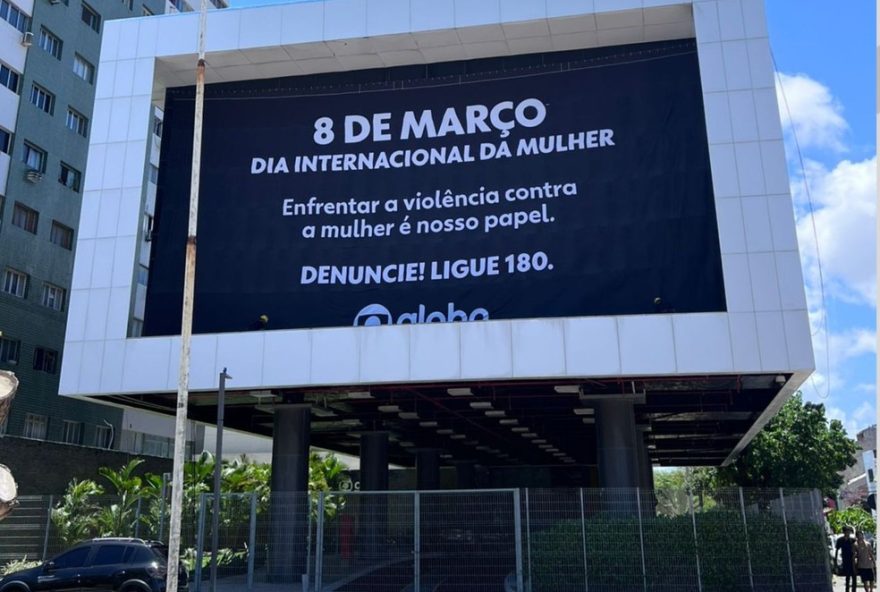 8 DE MARÇO
DIA INTERNACIONAL DA MULHER
Enfrentar a violência contra
a mulher é nosso papel.
DENUNCIE! LIGUE 180.
globo